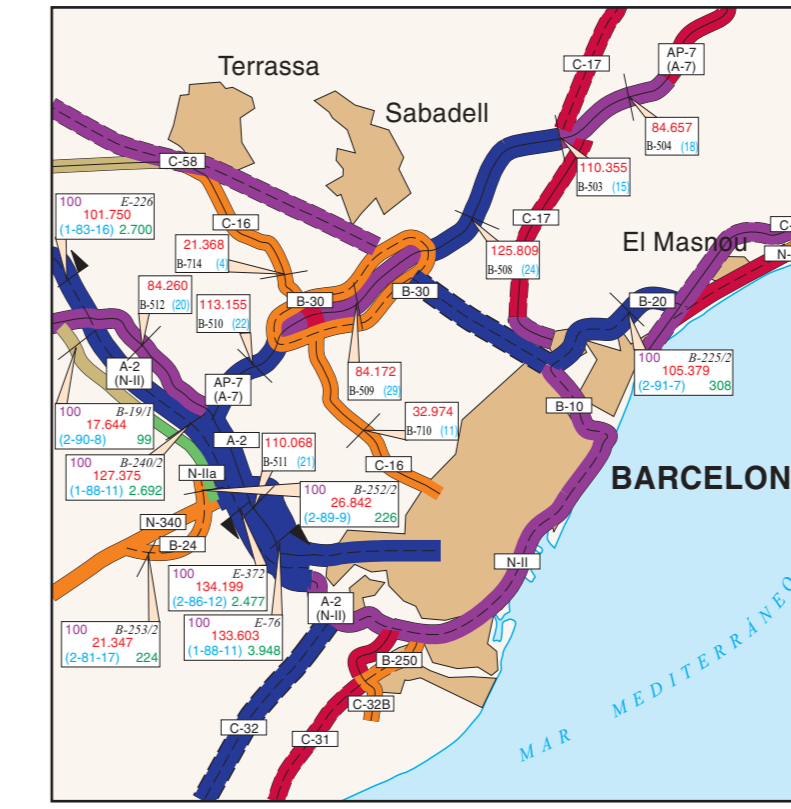 Terrassa
C-17
AP-7
(A-7)
Sabadell
84.657
B-504 (18)
C-58
110.355
B-503 (15)
100 E-226
101.750
(1-83-16) 2.700
C-16
C-17
C-
21.368
B-714 (4)
125.809
B-508 (24)
El Masnou
N-
84.260
B-512 (20)
113.155
B-510 (22)
B-30
B-30
B-20
A-2
(N-II)
AP-7
(A-7)
84.172
B-509 (29)
100 B-225/2
105.379
(2-91-7) 308
100 B-19/1
17.644
(2-90-8) 99
32.974
B-710 (11)
B-10
A-2
110.068
B-511 (21)
100 B-240/2
127.375
(1-88-11) 2.692
N-IIa
C-16
BARCELON
100 B-252/2
26.842
(2-89-9) 226
N-340
B-24
N-II
100 E-372
134.199
(2-86-12) 2.477
A-2
(N-II)
100 B-253/2
21.347
(2-81-17) 224
100 E-76
133.603
(1-88-11) 3.948
B-250
C-32B
C-32
C-31
MAR MEDITERRÁNEO